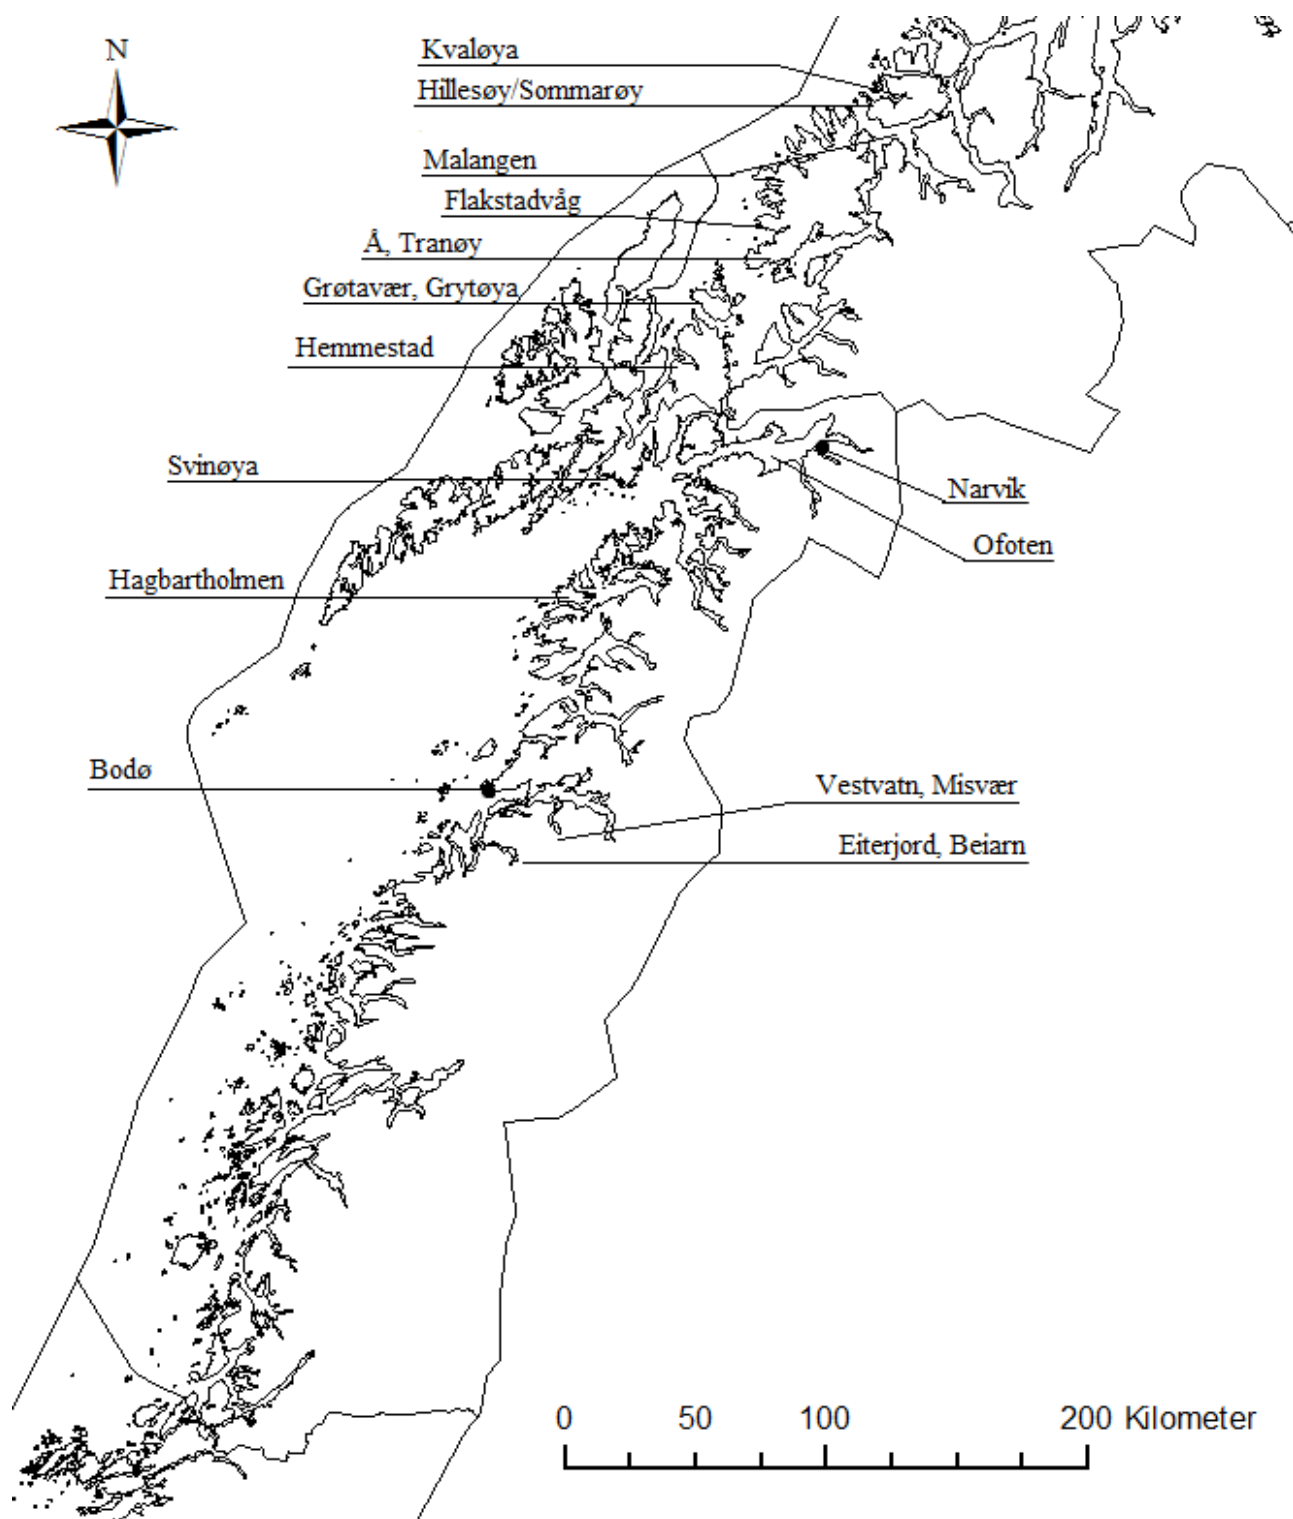 N
Kvaløya
Hillesøy/Sommarøy
Malangen
Flakstadvåg
Å, Tranøy
Grøtavær, Grytøya
Hemmestad
Svinøya
Narvik
Ofoten
Hagbartholmen
Bodø
Vestvatn, Misvær
Eiterjord, Beiarn
0 50 100 200 Kilometer